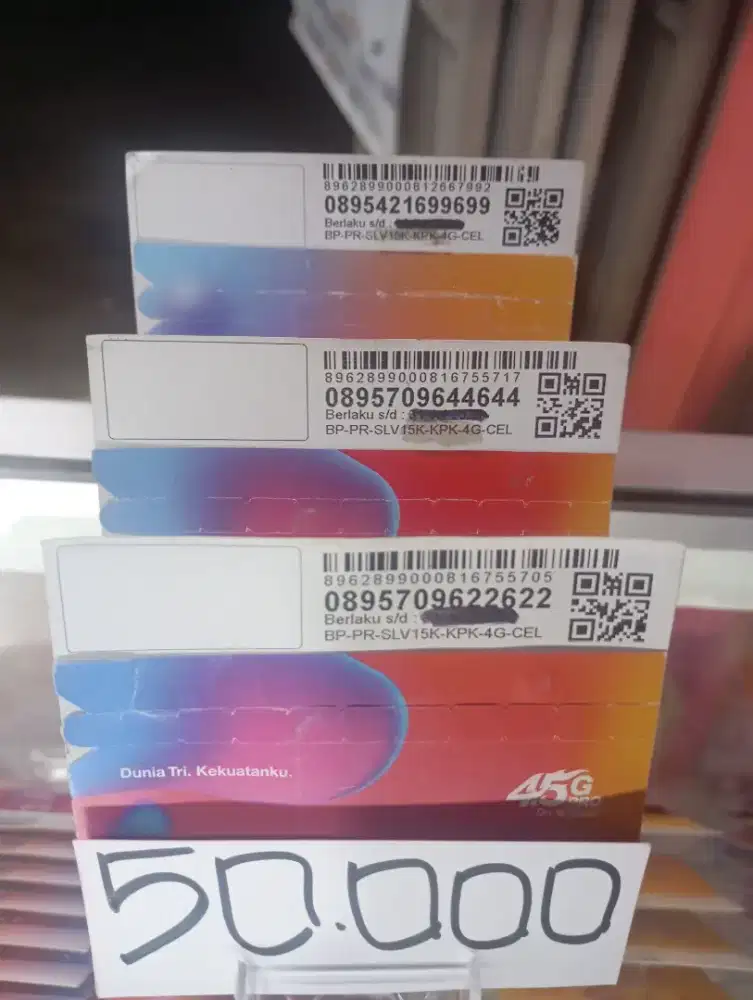 8962899000812667992
0895421699699
Berlaku s/d :
BP-PR-SLV15K-KPK-4G-CEL
8962899000816755717
0895709644644
Berlaku s/d :
BP-PR-SLV15K-KPK-4G-CEL
8962899000816755705
0895709622622
Berlaku s/d :
BP-PR-SLV15K-KPK-4G-CEL
Dunia Tri. Kekuatanku.
4.5G
PRO
50.000